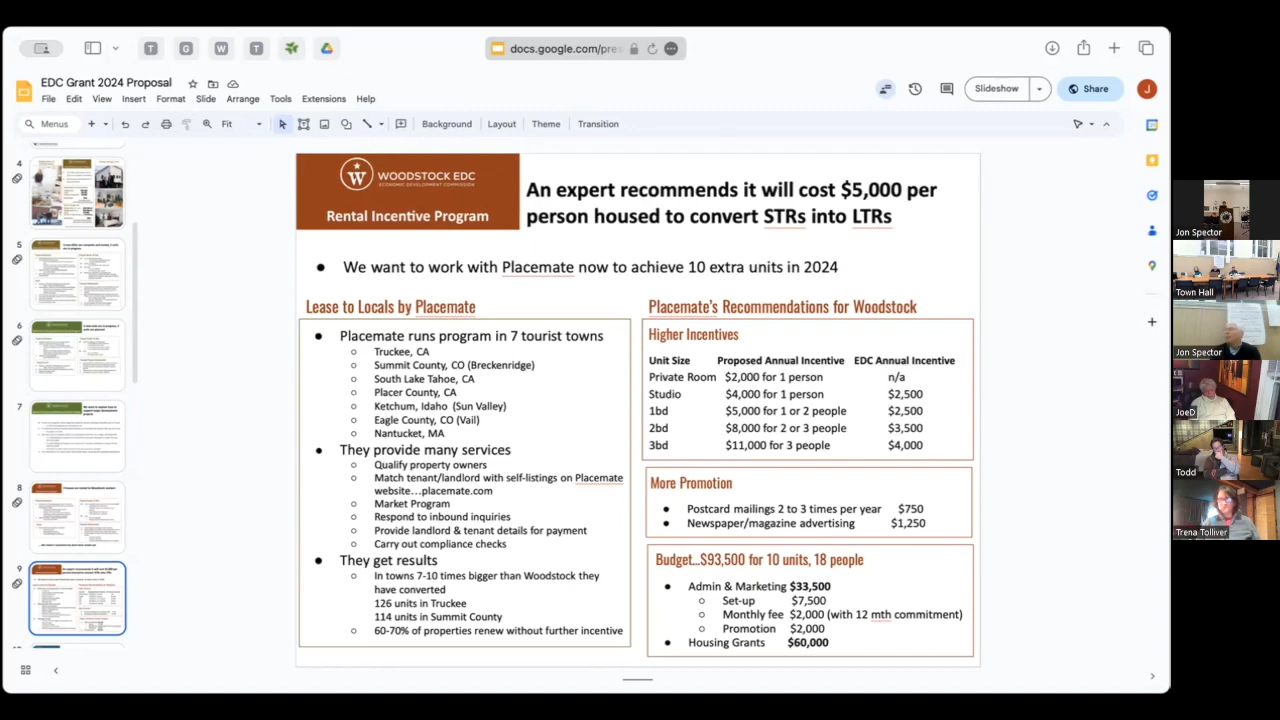 T
G
W
T
docs.google.com/pres
EDC Grant 2024 Proposal
File Edit View Insert Format Slide Arrange Tools Extensions Help
Slideshow
Share
J
Menus
Fit
Background
Layout
Theme
Transition
4
5
6
7
8
9
W
WOODSTOCK EDC
ECONOMIC DEVELOPMENT COMMISSION
Rental Incentive Program
An expert recommends it will cost $5,000 per
person housed to convert STRs into LTRs
● We want to work with Placemate now to achieve 10 extra units in 2024
Lease to Locals by Placemate
● Placemate runs program in 7 tourist towns
○ Truckee, CA
○ Summit County, CO (Breckenridge)
○ South Lake Tahoe, CA
○ Placer County, CA
○ Ketchum, Idaho (Sun Valley)
○ Eagle County, CO (Vail)
○ Nantucket, MA
● They provide many services
○ Qualify property owners
○ Match tenant/landlord with self-listings on Placemate
website...placemate.com
○ Market Program
○ Respond to inbound inquiries
○ Provide landlord & tenant details for payment
○ Carry out compliance checks
● They get results
○ In towns 7-10 times bigger than Woodstock they
have converted
126 units in Truckee
114 units in Summit County
○ 60-70% of properties renew without further incentive
Placemate's Recommendations for Woodstock
Higher Incentives
Unit Size Proposed Annual Incentive EDC Annual Incentive
Private Room $2,000 for 1 person n/a
Studio $4,000 for 1 person $2,500
1bd $5,000 for 1 or 2 people $2,500
2bd $8,000 for 2 or 3 people $3,500
3bd $11,000 for 3 people $4,000
More Promotion
● Postcard mailings 2 to 3 times per year $750
● Newspaper/magazine advertising $1,250
Budget...$93,500 for 10 units, 18 people
● Admin & Marketing $33,500
○ Set-up $7,500
○ Monthly fee $2,000 (with 12 mth commitment)
○ Promotion $2,000
● Housing Grants $60,000
Jon Spector
Town Hall
Jon Spector
JoeD
Todd
Trena Tolliver